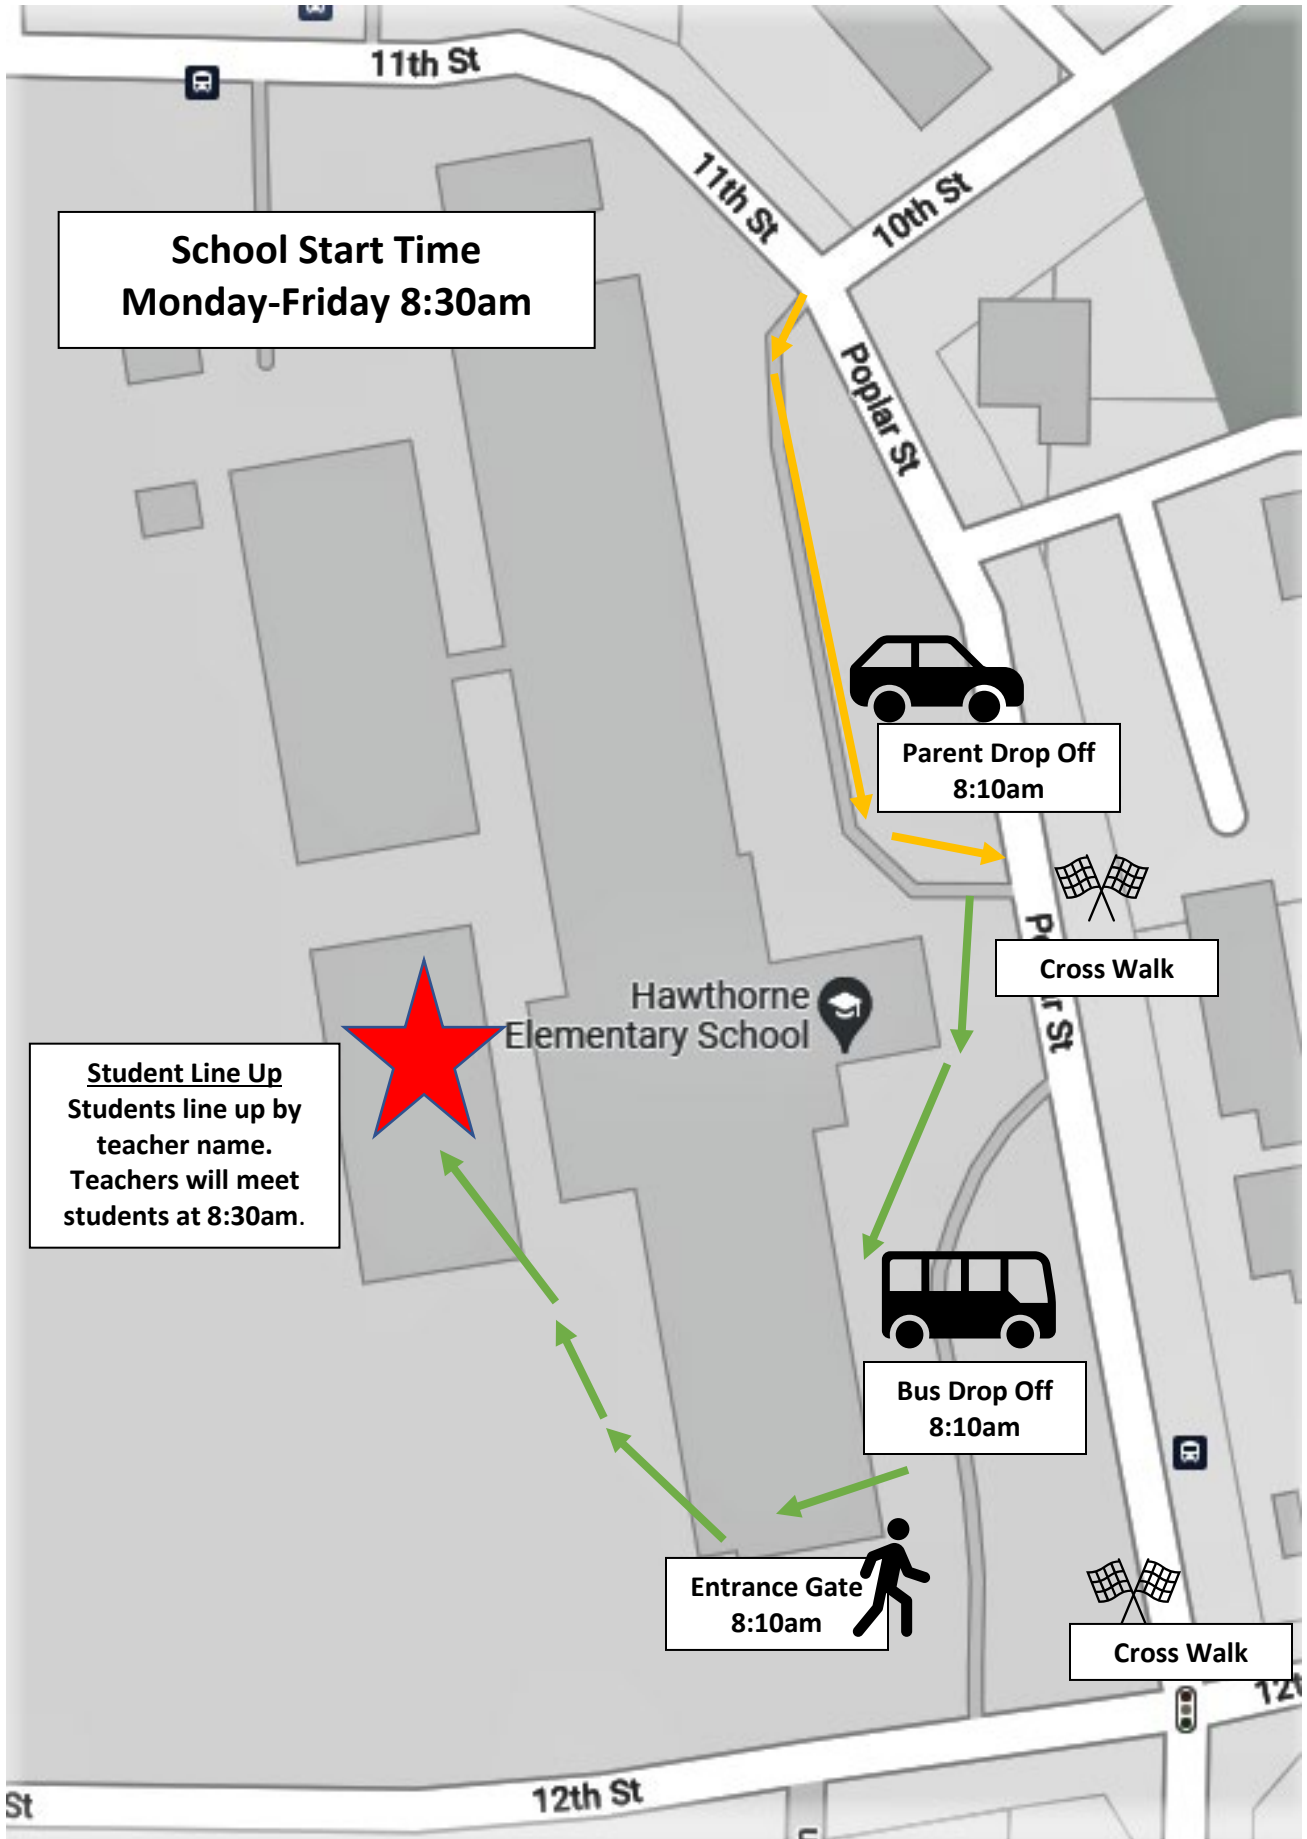 11th St
11th St
10th St
School Start Time
Monday-Friday 8:30am
Poplar St
Parent Drop Off
8:10am
Cross Walk
Hawthorne
Elementary School
Student Line Up
Students line up by
teacher name.
Teachers will meet
students at 8:30am.
Bus Drop Off
8:10am
Entrance Gate
8:10am
Cross Walk
12th St
St